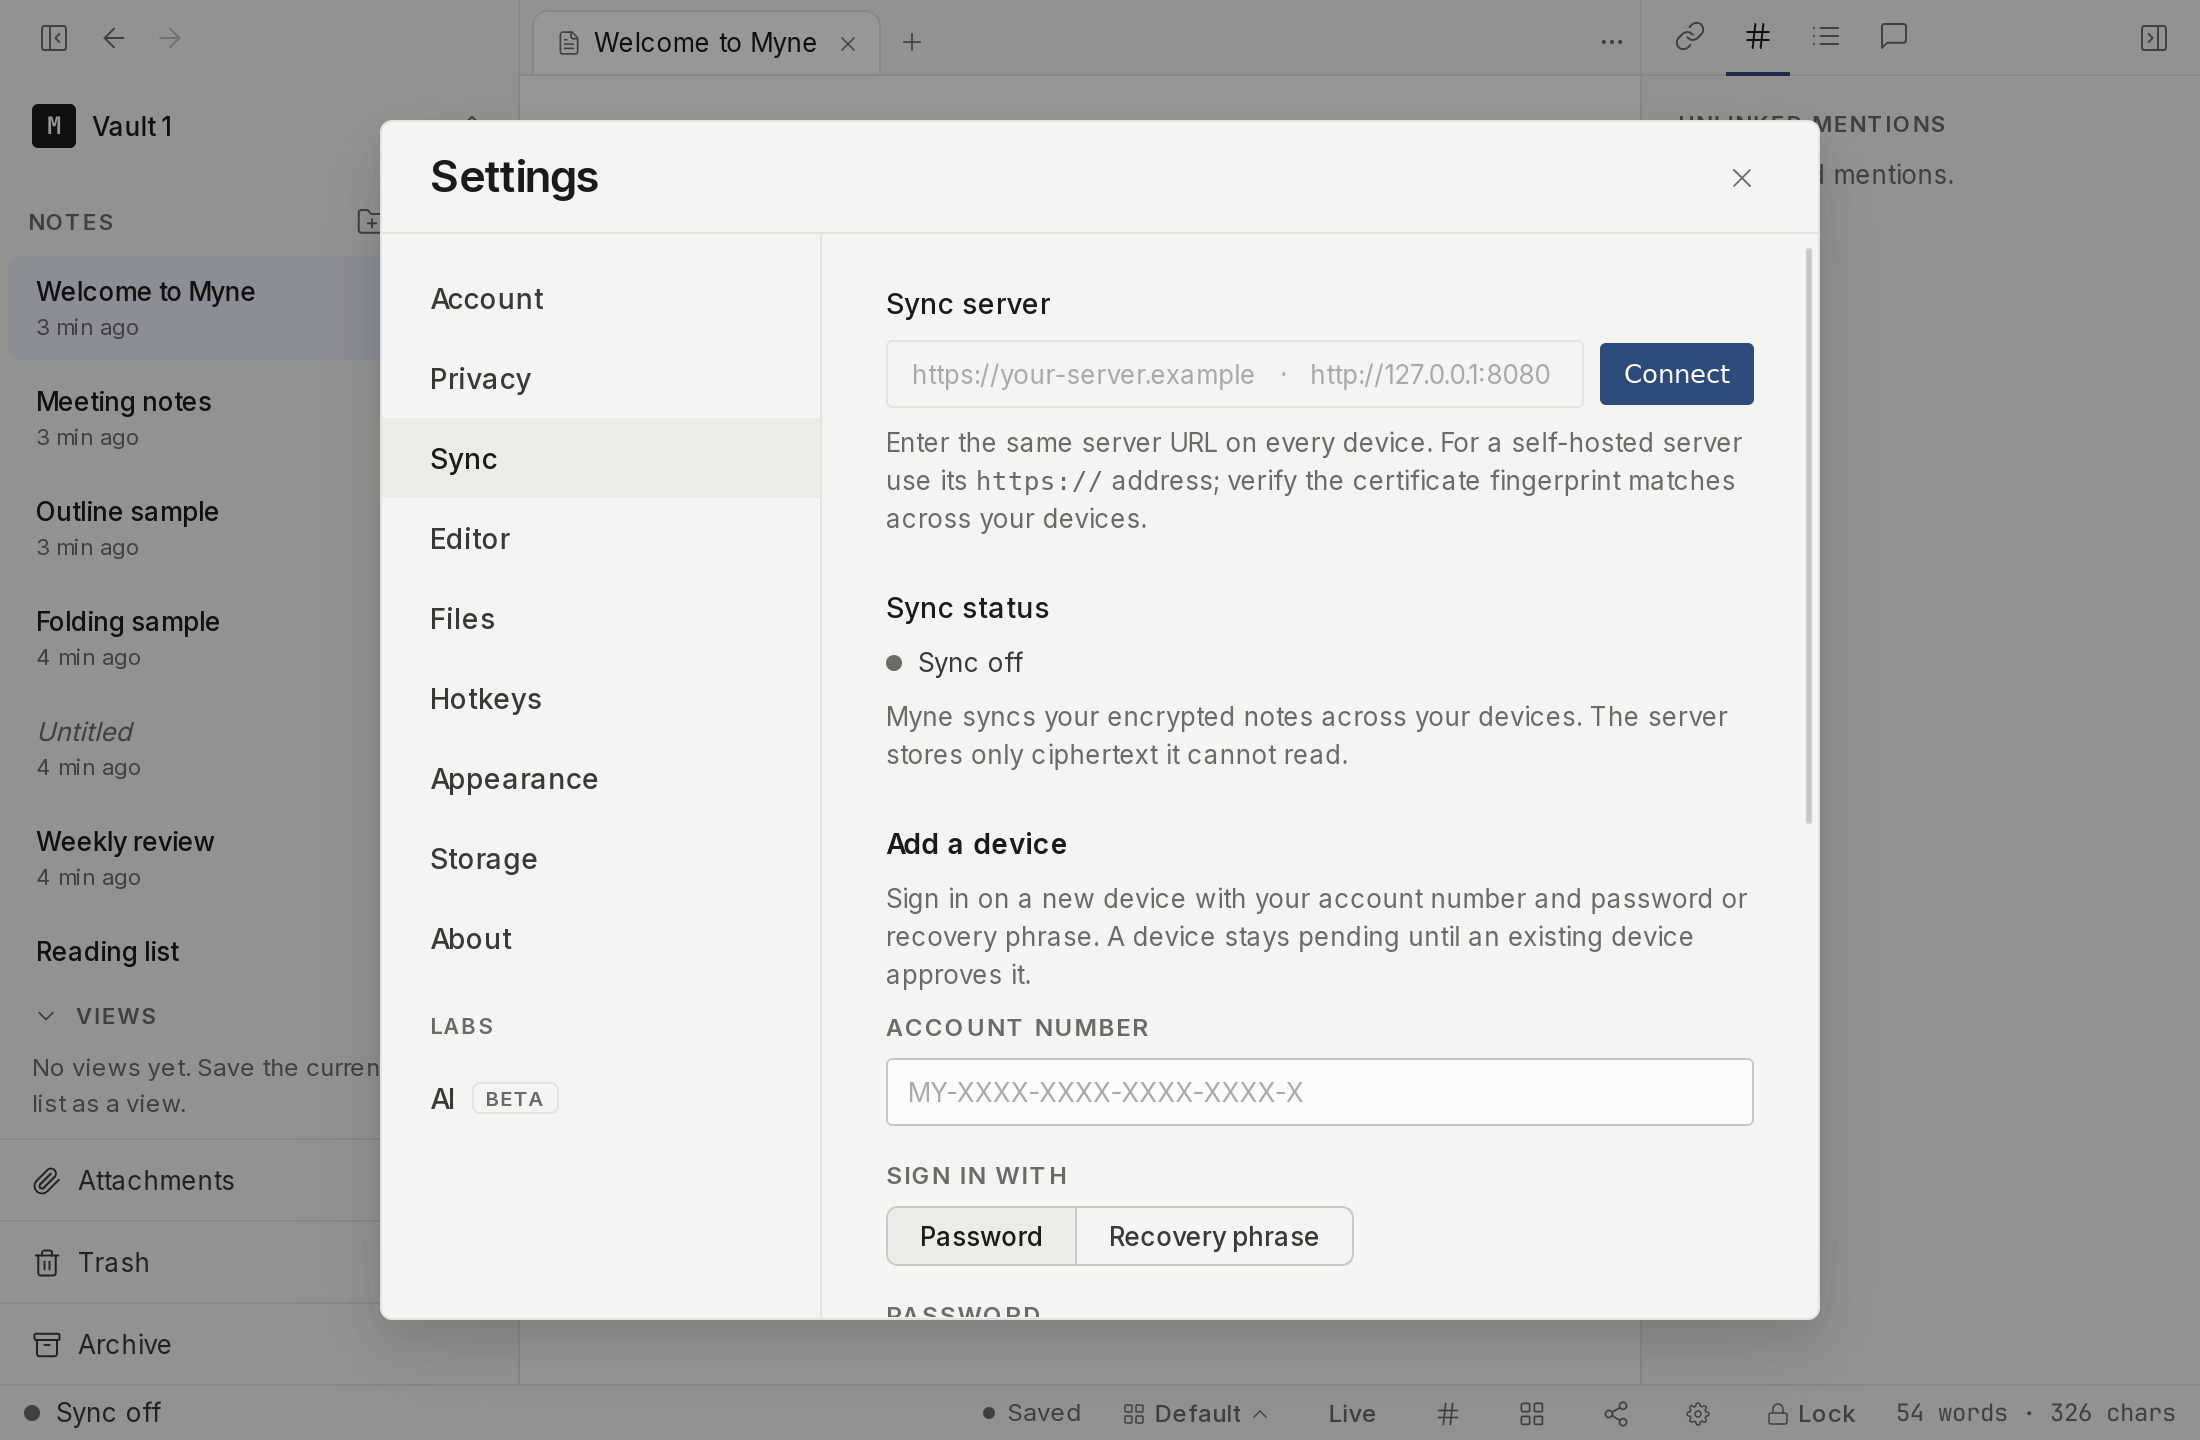 Welcome to Myne
M Vault 1
UNLINKED MENTIONS
mentions.
NOTES
Welcome to Myne
3 min ago
Meeting notes
3 min ago
Outline sample
3 min ago
Folding sample
4 min ago
Untitled
4 min ago
Weekly review
4 min ago
Reading list
VIEWS
No views yet. Save the curren
list as a view.
Attachments
Trash
Archive
Settings
Account
Privacy
Sync
Editor
Files
Hotkeys
Appearance
Storage
About
LABS
AI BETA
Sync server
https://your-server.example · http://127.0.0.1:8080
Connect
Enter the same server URL on every device. For a self-hosted server
use its https:// address; verify the certificate fingerprint matches
across your devices.
Sync status
Sync off
Myne syncs your encrypted notes across your devices. The server
stores only ciphertext it cannot read.
Add a device
Sign in on a new device with your account number and password or
recovery phrase. A device stays pending until an existing device
approves it.
ACCOUNT NUMBER
MY-XXXX-XXXX-XXXX-XXXX-X
SIGN IN WITH
Password Recovery phrase
PASSWORD
Sync off
Saved Default Live Lock 54 words · 326 chars